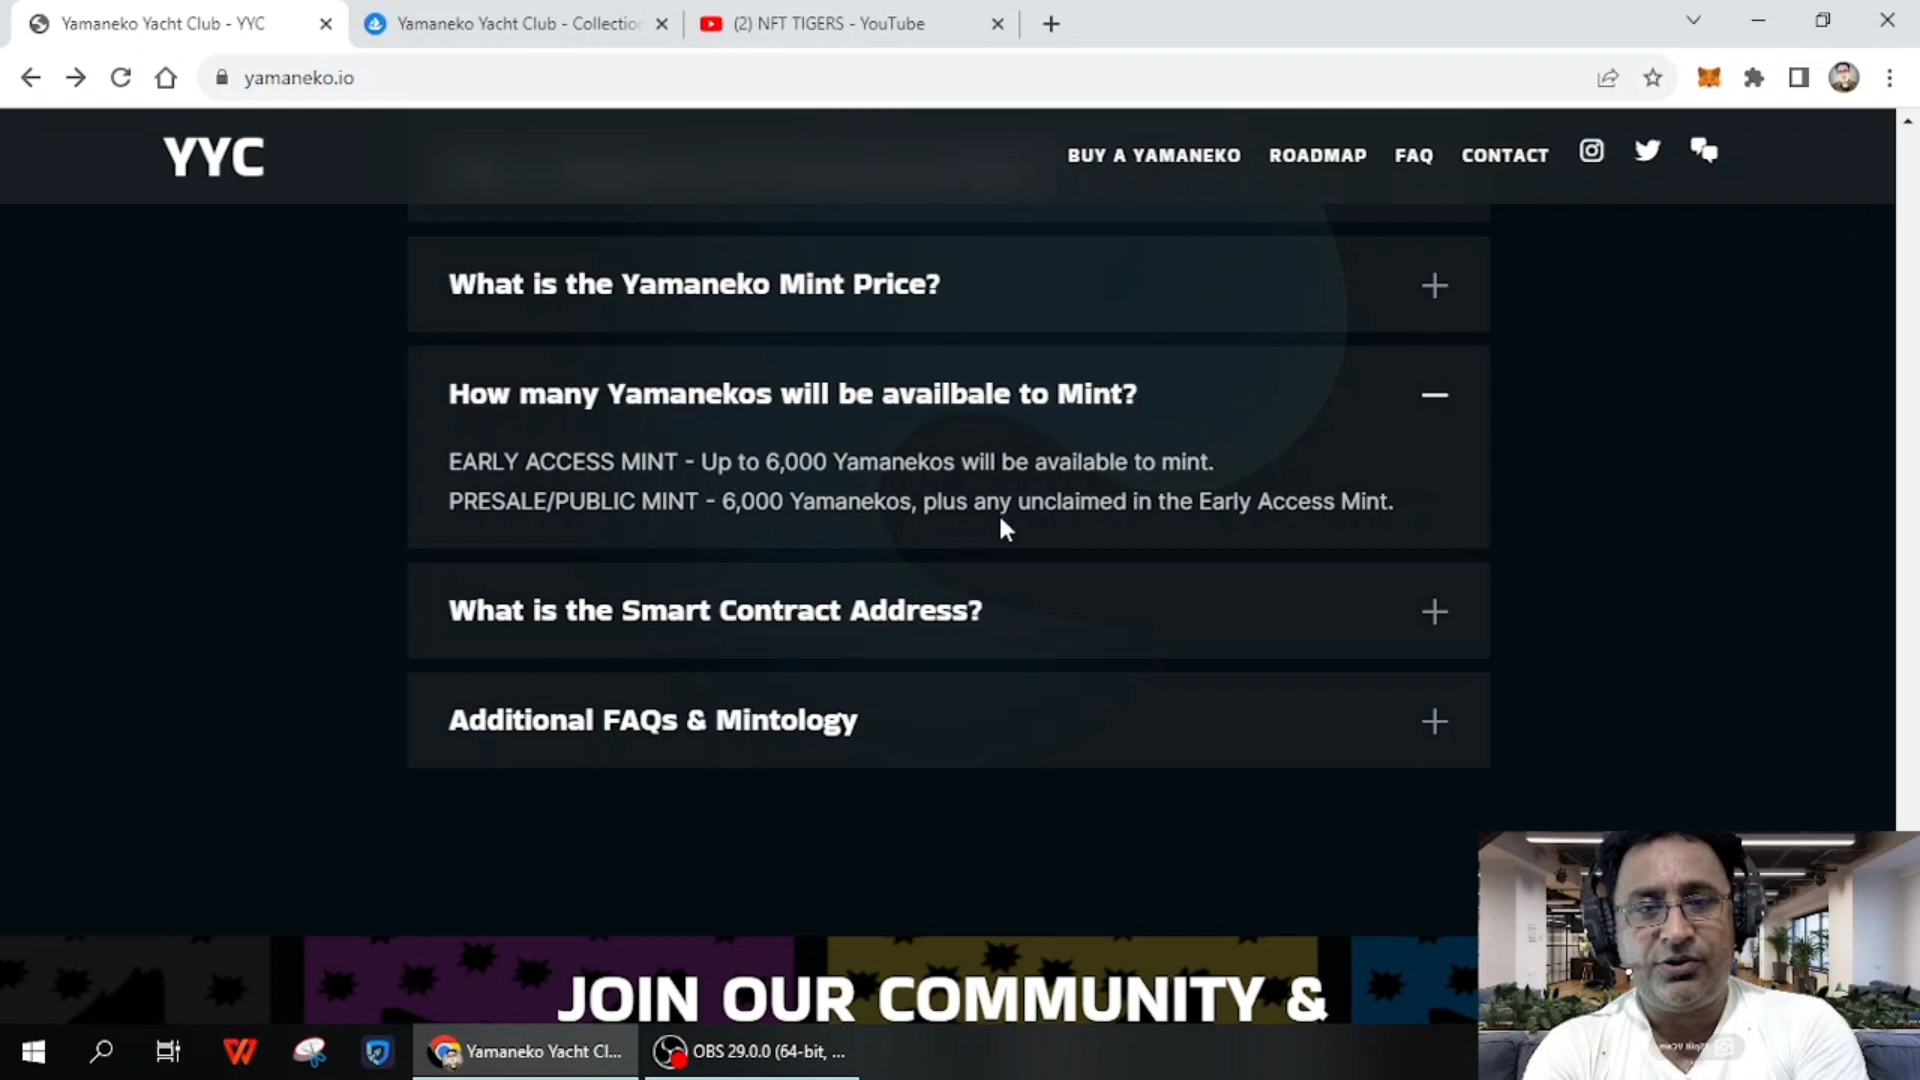 Yamaneko Yacht Club - YYC
Yamaneko Yacht Club - Collection
(2) NFT TIGERS - YouTube
yamaneko.io
YYC
BUY A YAMANEKO
ROADMAP
FAQ
CONTACT
What is the Yamaneko Mint Price?
How many Yamanekos will be availbale to Mint?
EARLY ACCESS MINT - Up to 6,000 Yamanekos will be available to mint.
PRESALE/PUBLIC MINT - 6,000 Yamanekos, plus any unclaimed in the Early Access Mint.
What is the Smart Contract Address?
Additional FAQs & Mintology
JOIN OUR COMMUNITY &
Yamaneko Yacht Cl...
OBS 29.0.0 (64-bit, ...